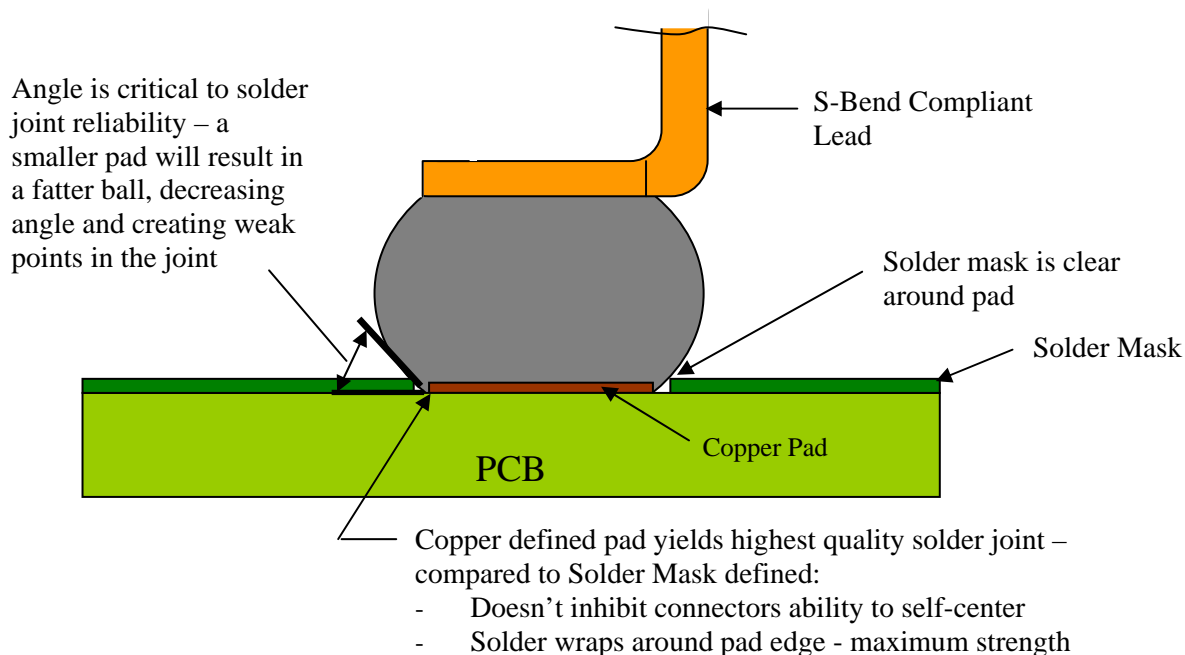 Angle is critical to solder
joint reliability – a
smaller pad will result in
a fatter ball, decreasing
angle and creating weak
points in the joint
S-Bend Compliant
Lead
Solder mask is clear
around pad
Solder Mask
Copper Pad
PCB
Copper defined pad yields highest quality solder joint –
compared to Solder Mask defined:
- Doesn’t inhibit connectors ability to self-center
- Solder wraps around pad edge - maximum strength